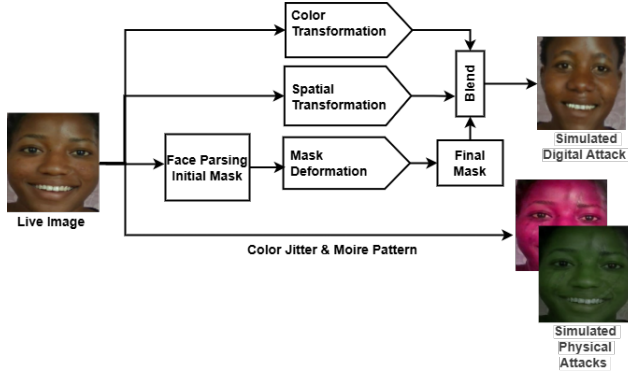 Color
Transformation
Spatial
Transformation
Blend
Face Parsing
Initial Mask
Mask
Deformation
Final
Mask
Live Image
Simulated
Digital Attack
Color Jitter & Moire Pattern
Simulated
Physical
Attacks